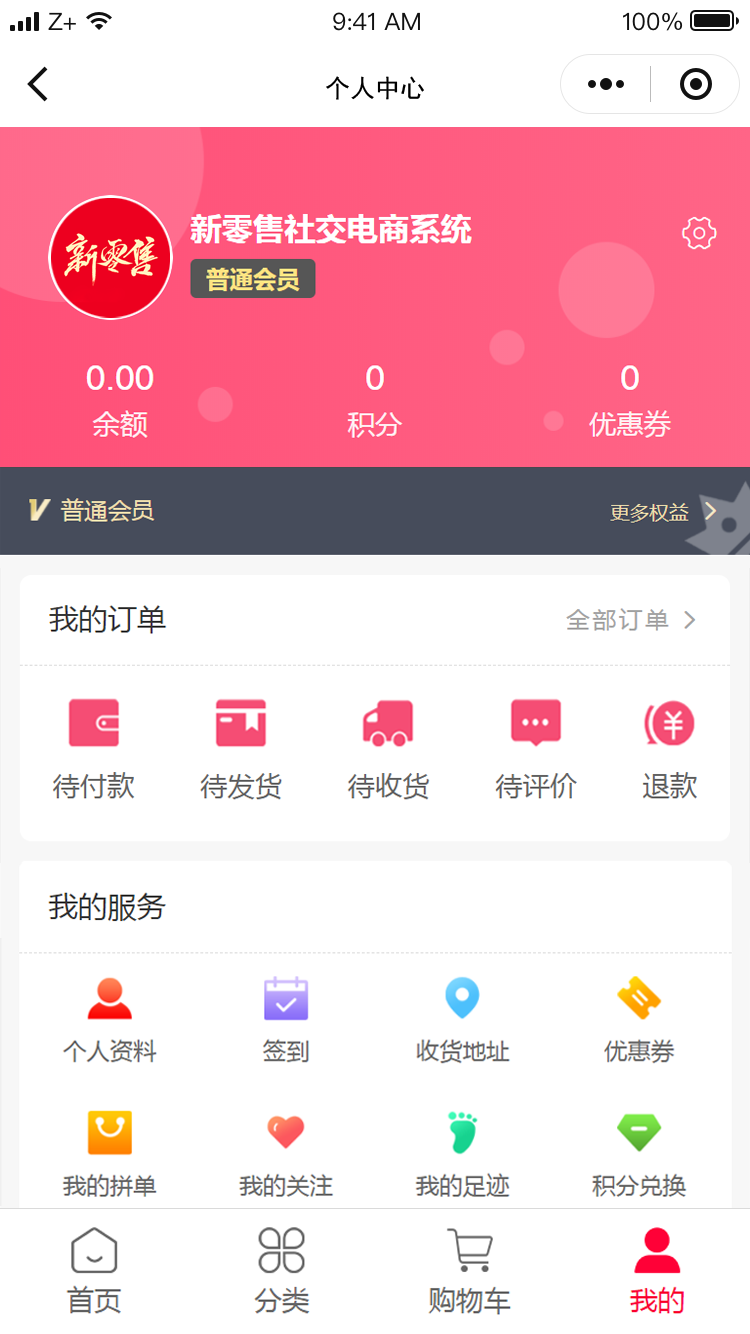 Z+ 9:41 AM 100%
个人中心
新零售
新零售社交电商系统
普通会员
0.00 0 0
余额 积分 优惠券
V 普通会员 更多权益
我的订单 全部订单
待付款 待发货 待收货 待评价 退款
我的服务
个人资料 签到 收货地址 优惠券
我的拼单 我的关注 我的足迹 积分兑换
首页 分类 购物车 我的